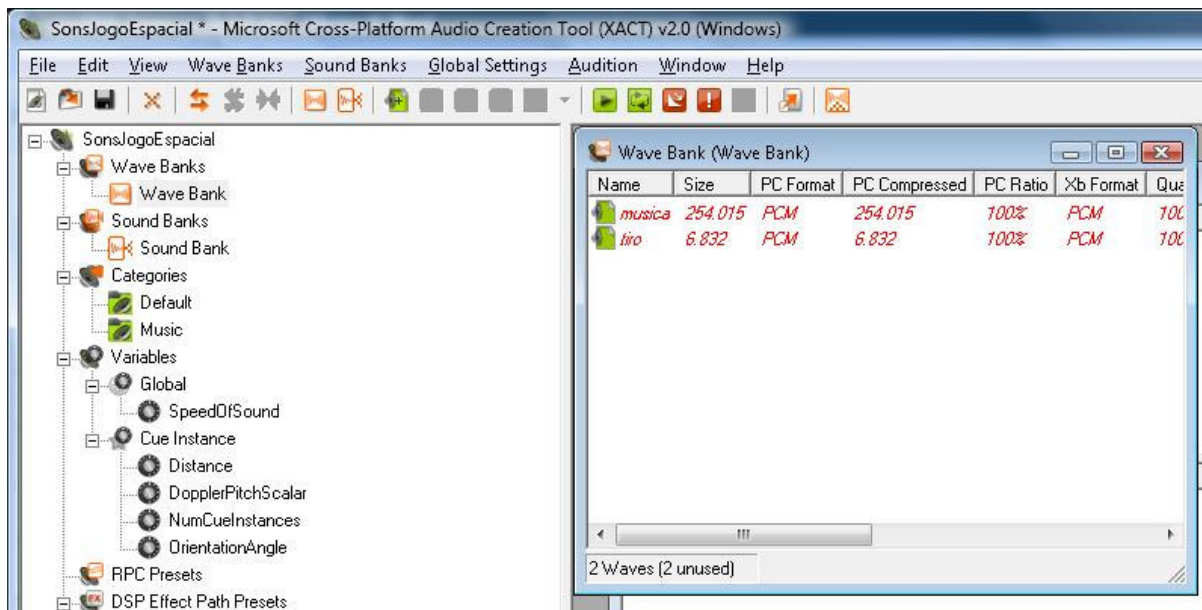 SonsJogoEspacial * - Microsoft Cross-Platform Audio Creation Tool (XACT) v2.0 (Windows)
File Edit View Wave Banks Sound Banks Global Settings Audition Window Help
SonsJogoEspacial
Wave Banks
Wave Bank
Sound Banks
Sound Bank
Categories
Default
Music
Variables
Global
SpeedOfSound
Cue Instance
Distance
DopplerPitchScalar
NumCueInstances
OrientationAngle
RPC Presets
DSP Effect Path Presets
Wave Bank (Wave Bank)
Name Size PC Format PC Compressed PC Ratio Xb Format Qua
musica 254.015 PCM 254.015 100% PCM 100
tiro 6.832 PCM 6.832 100% PCM 100
2 Waves (2 unused)